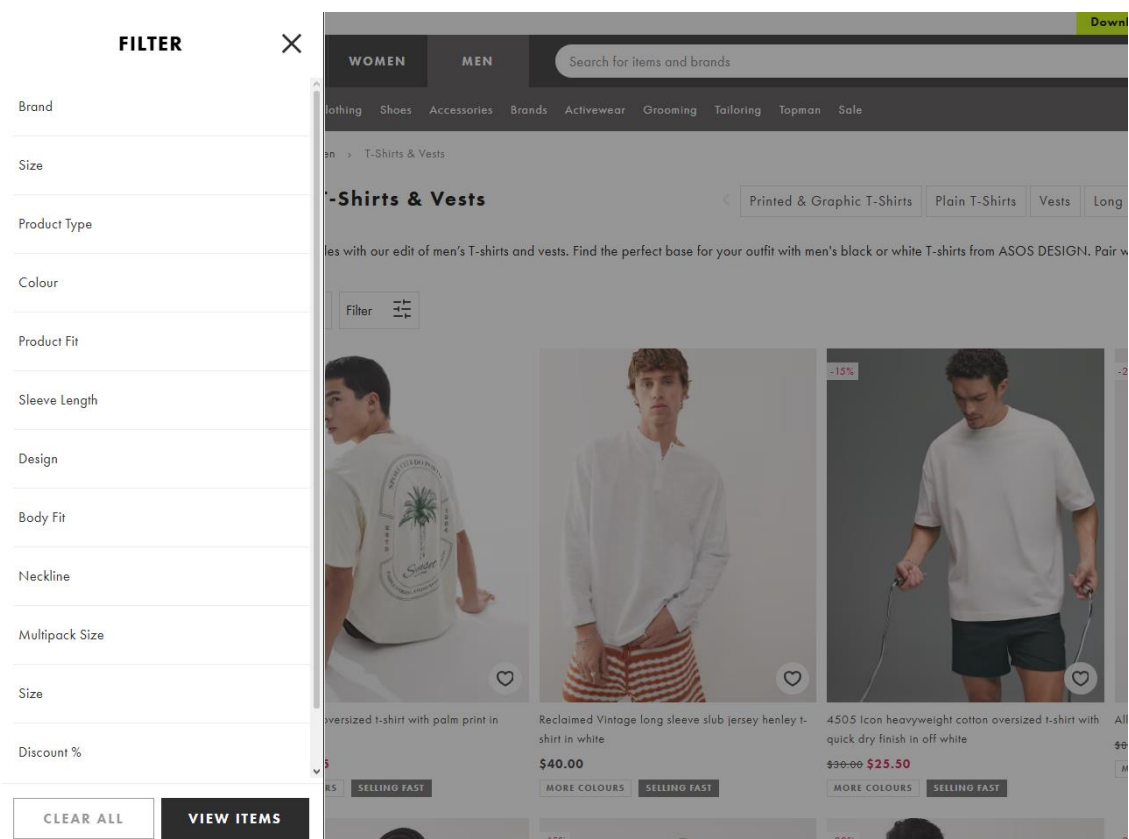 FILTER
Brand
Size
Product Type
Colour
Product Fit
Sleeve Length
Design
Body Fit
Neckline
Multipack Size
Size
Discount %
CLEAR ALL
VIEW ITEMS
WOMEN
MEN
Search for items and brands
Shoes
Accessories
Brands
Activewear
Grooming
Tailoring
Topman
Sale
› T-Shirts & Vests
-Shirts & Vests
Printed & Graphic T-Shirts
Plain T-Shirts
Vests
Long
with our edit of men's T-shirts and vests. Find the perfect base for your outfit with men's black or white T-shirts from ASOS DESIGN. Pair
Filter
oversized t-shirt with palm print in
SELLING FAST
Reclaimed Vintage long sleeve slub jersey henley t-
shirt in white
$40.00
MORE COLOURS
SELLING FAST
-15%
4505 Icon heavyweight cotton oversized t-shirt with
quick dry finish in off white
$30.00 $25.50
MORE COLOURS
SELLING FAST